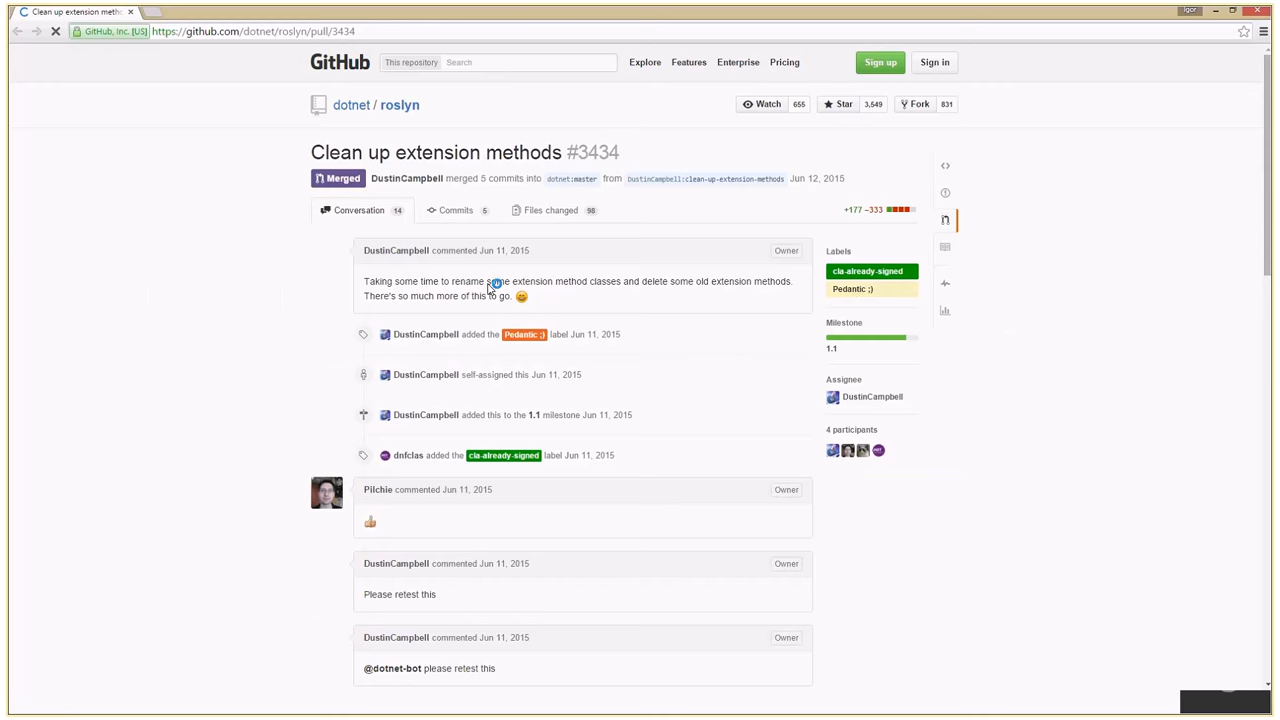 Clean up extension metho
Igor
GitHub, Inc. [US] https://github.com/dotnet/roslyn/pull/3434
GitHub This repository Search Explore Features Enterprise Pricing Sign up Sign in
dotnet / roslyn Watch 655 Star 3,549 Fork 831
Clean up extension methods #3434
Merged DustinCampbell merged 5 commits into dotnet:master from DustinCampbell:clean-up-extension-methods Jun 12, 2015
Conversation 14 Commits 5 Files changed 98 +177 −333
DustinCampbell commented Jun 11, 2015 Owner
Taking some time to rename some extension method classes and delete some old extension methods.
There's so much more of this to go.
DustinCampbell added the Pedantic ;) label Jun 11, 2015
DustinCampbell self-assigned this Jun 11, 2015
DustinCampbell added this to the 1.1 milestone Jun 11, 2015
dnfclas added the cla-already-signed label Jun 11, 2015
Pilchie commented Jun 11, 2015 Owner
DustinCampbell commented Jun 11, 2015 Owner
Please retest this
DustinCampbell commented Jun 11, 2015 Owner
@dotnet-bot please retest this
Labels
cla-already-signed
Pedantic ;)
Milestone
1.1
Assignee
DustinCampbell
4 participants